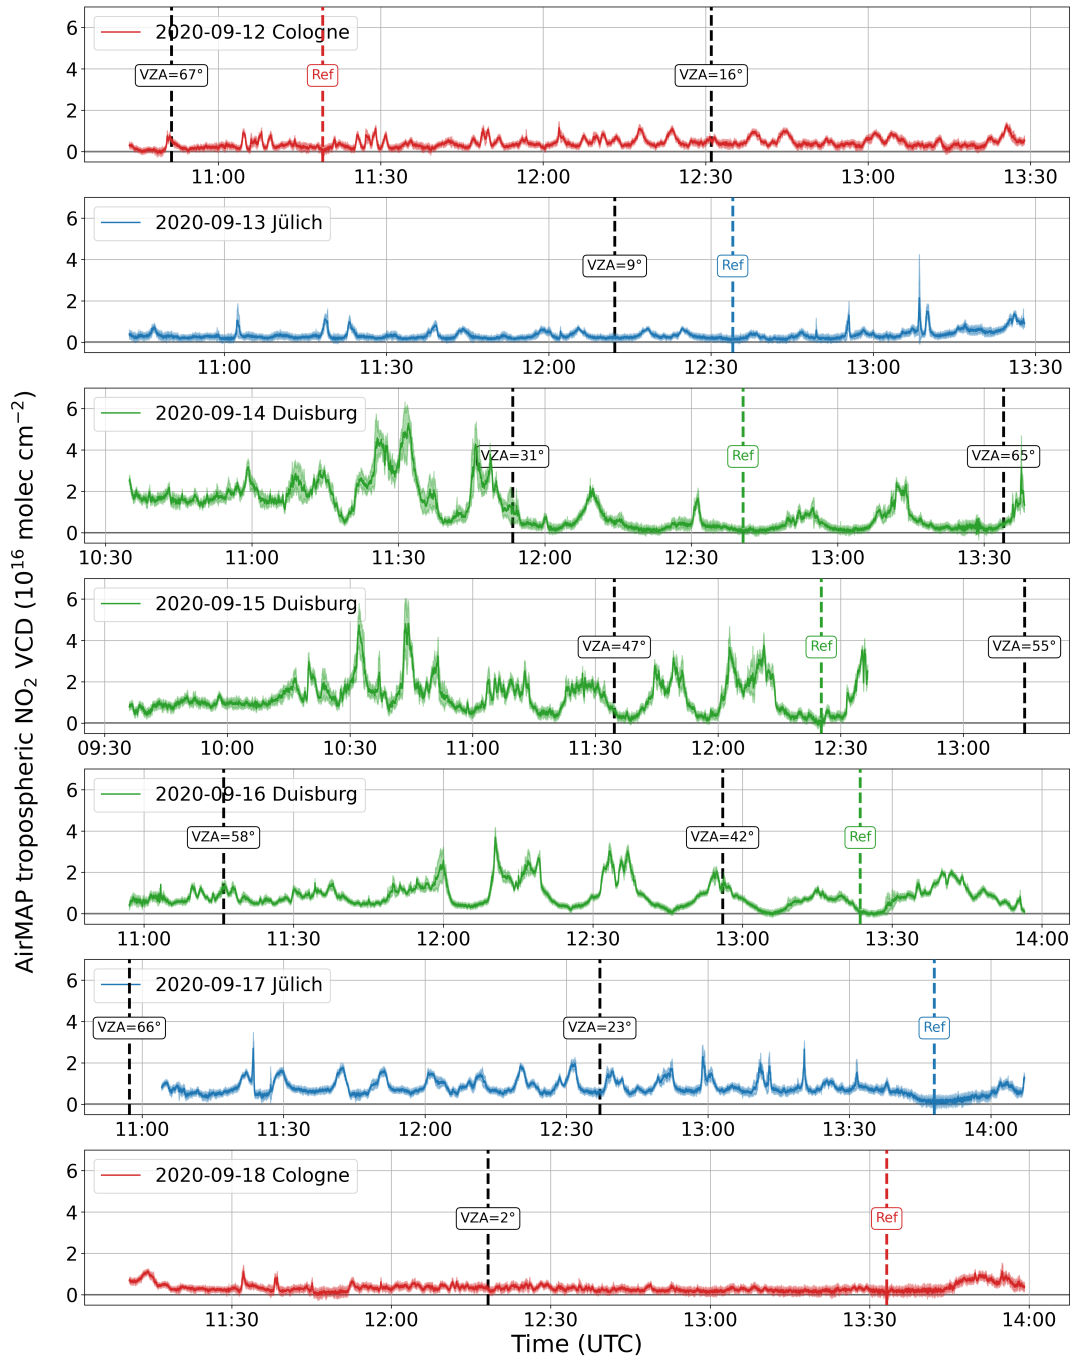 AirMAP tropospheric NO₂ VCD (10¹⁶ molec cm⁻²)
2020-09-12 Cologne
VZA=67°
Ref
VZA=16°
6
4
2
0
11:00 11:30 12:00 12:30 13:00 13:30
2020-09-13 Jülich
VZA=9°
Ref
6
4
2
0
11:00 11:30 12:00 12:30 13:00 13:30
2020-09-14 Duisburg
VZA=31°
Ref
VZA=65°
6
4
2
0
10:35 11:00 11:30 12:00 12:30 13:00 13:30
2020-09-15 Duisburg
VZA=47°
Ref
VZA=55°
6
4
2
0
09:30 10:00 10:30 11:00 11:30 12:00 12:30 13:00
2020-09-16 Duisburg
VZA=58°
VZA=42°
Ref
6
4
2
0
11:00 11:30 12:00 12:30 13:00 13:30 14:00
2020-09-17 Jülich
VZA=66°
VZA=23°
Ref
6
4
2
0
11:00 11:30 12:00 12:30 13:00 13:30 14:00
2020-09-18 Cologne
VZA=2°
Ref
6
4
2
0
11:30 12:00 12:30 13:00 13:30 14:00
Time (UTC)